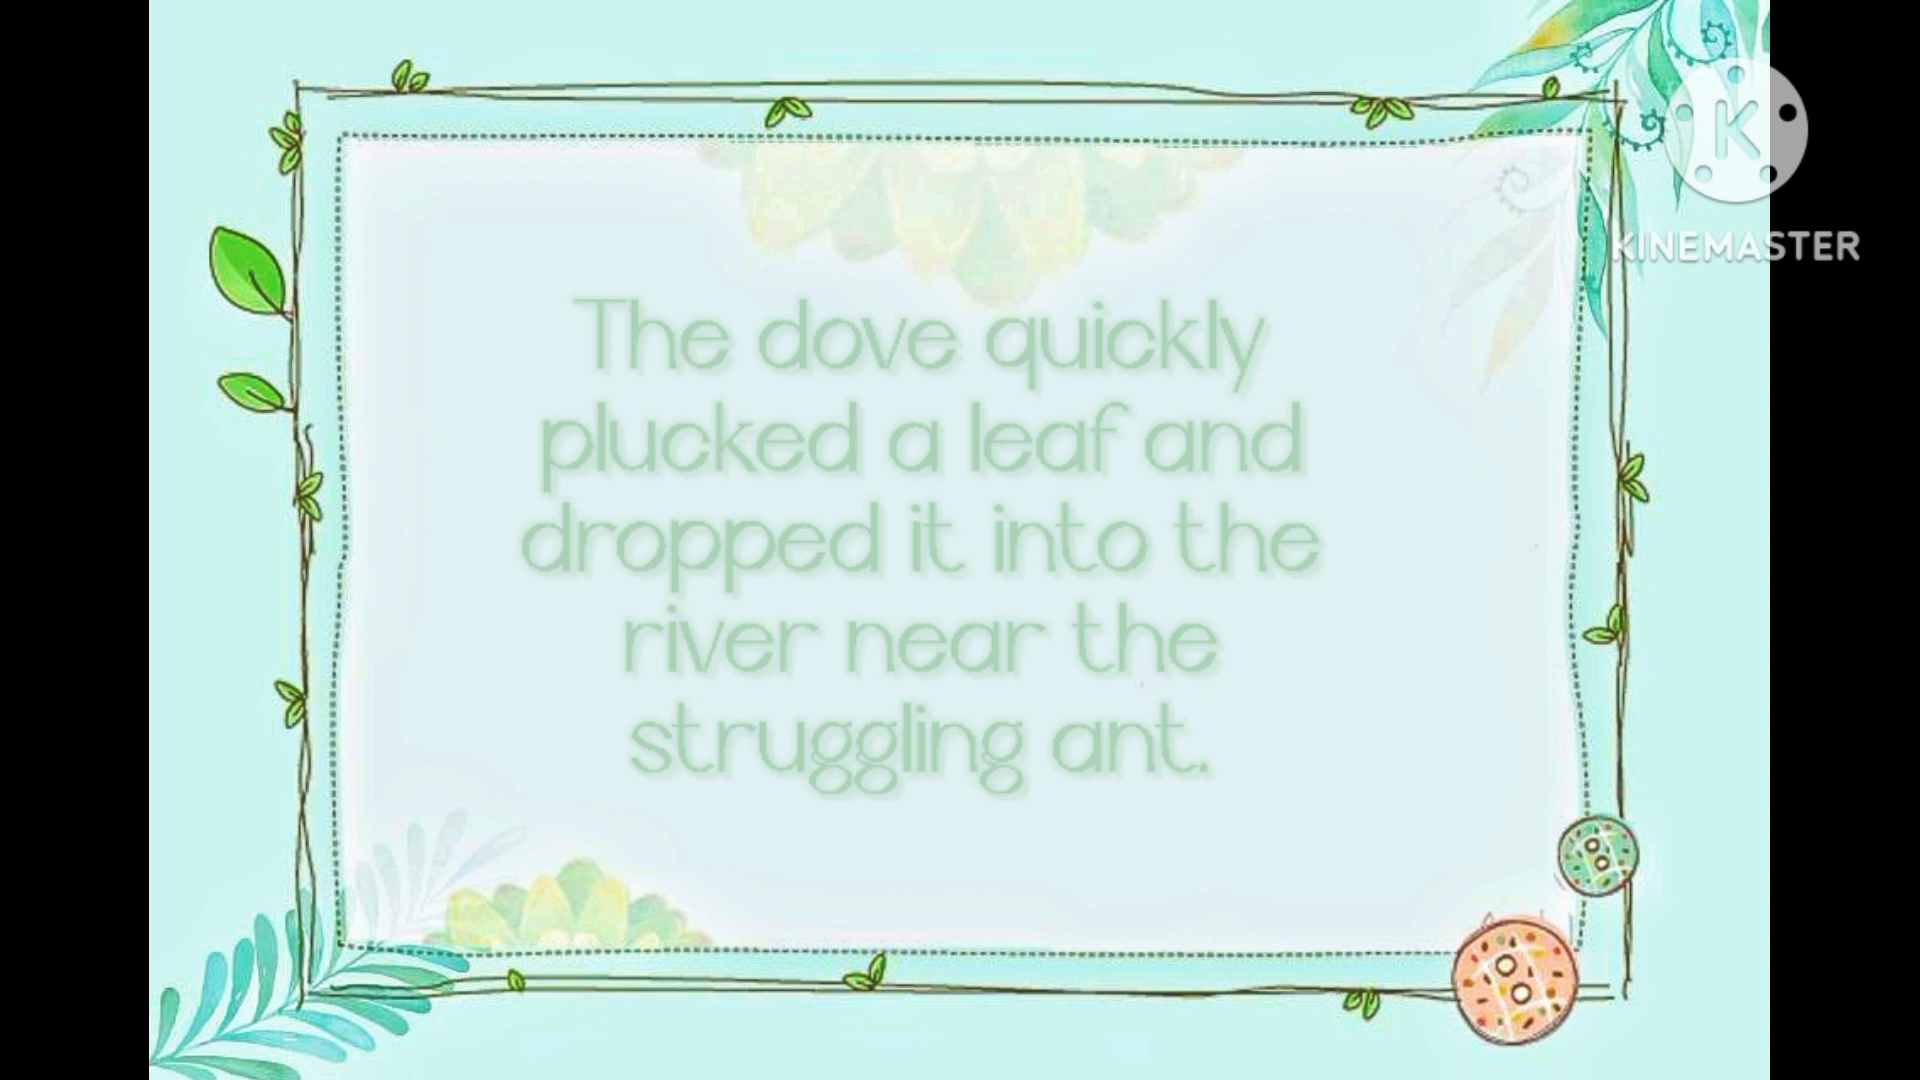 The dove quickly
plucked a leaf and
dropped it into the
river near the
struggling ant.
K
KINEMASTER